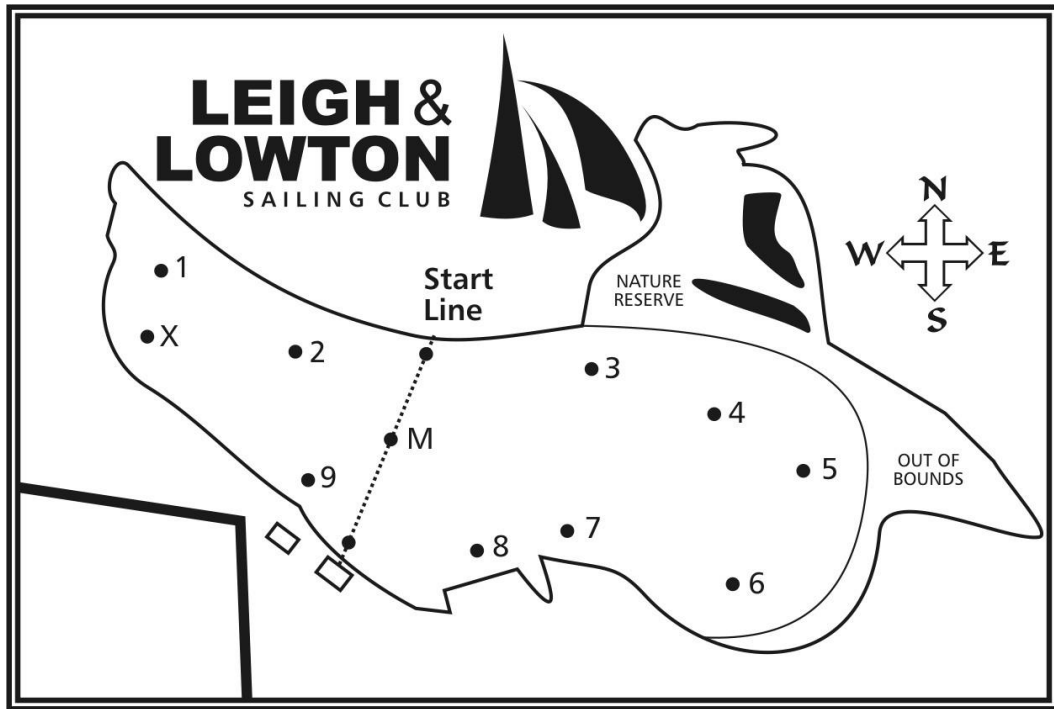 LEIGH &
LOWTON
SAILING CLUB
N
W E
S
Start
Line
NATURE
RESERVE
1
X
2
3
4
M
5
OUT OF
BOUNDS
9
7
8
6